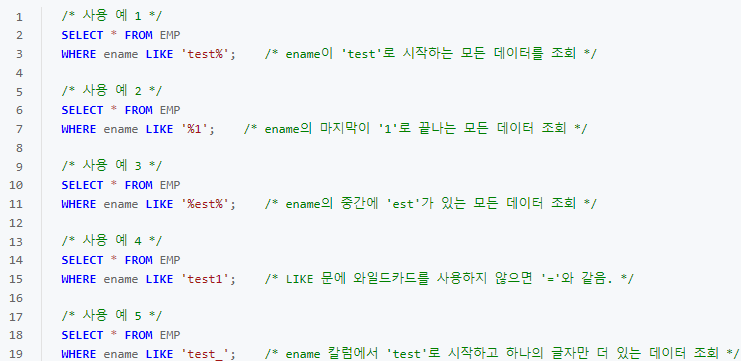 1 /* 사용 예 1 */
2 SELECT * FROM EMP
3 WHERE ename LIKE 'test%'; /* ename이 'test'로 시작하는 모든 데이터를 조회 */
4
5 /* 사용 예 2 */
6 SELECT * FROM EMP
7 WHERE ename LIKE '%1'; /* ename의 마지막이 '1'로 끝나는 모든 데이터 조회 */
8
9 /* 사용 예 3 */
10 SELECT * FROM EMP
11 WHERE ename LIKE '%est%'; /* ename의 중간에 'est'가 있는 모든 데이터 조회 */
12
13 /* 사용 예 4 */
14 SELECT * FROM EMP
15 WHERE ename LIKE 'test1'; /* LIKE 문에 와일드카드를 사용하지 않으면 '='와 같음. */
16
17 /* 사용 예 5 */
18 SELECT * FROM EMP
19 WHERE ename LIKE 'test_'; /* ename 칼럼에서 'test'로 시작하고 하나의 글자만 더 있는 데이터 조회 */